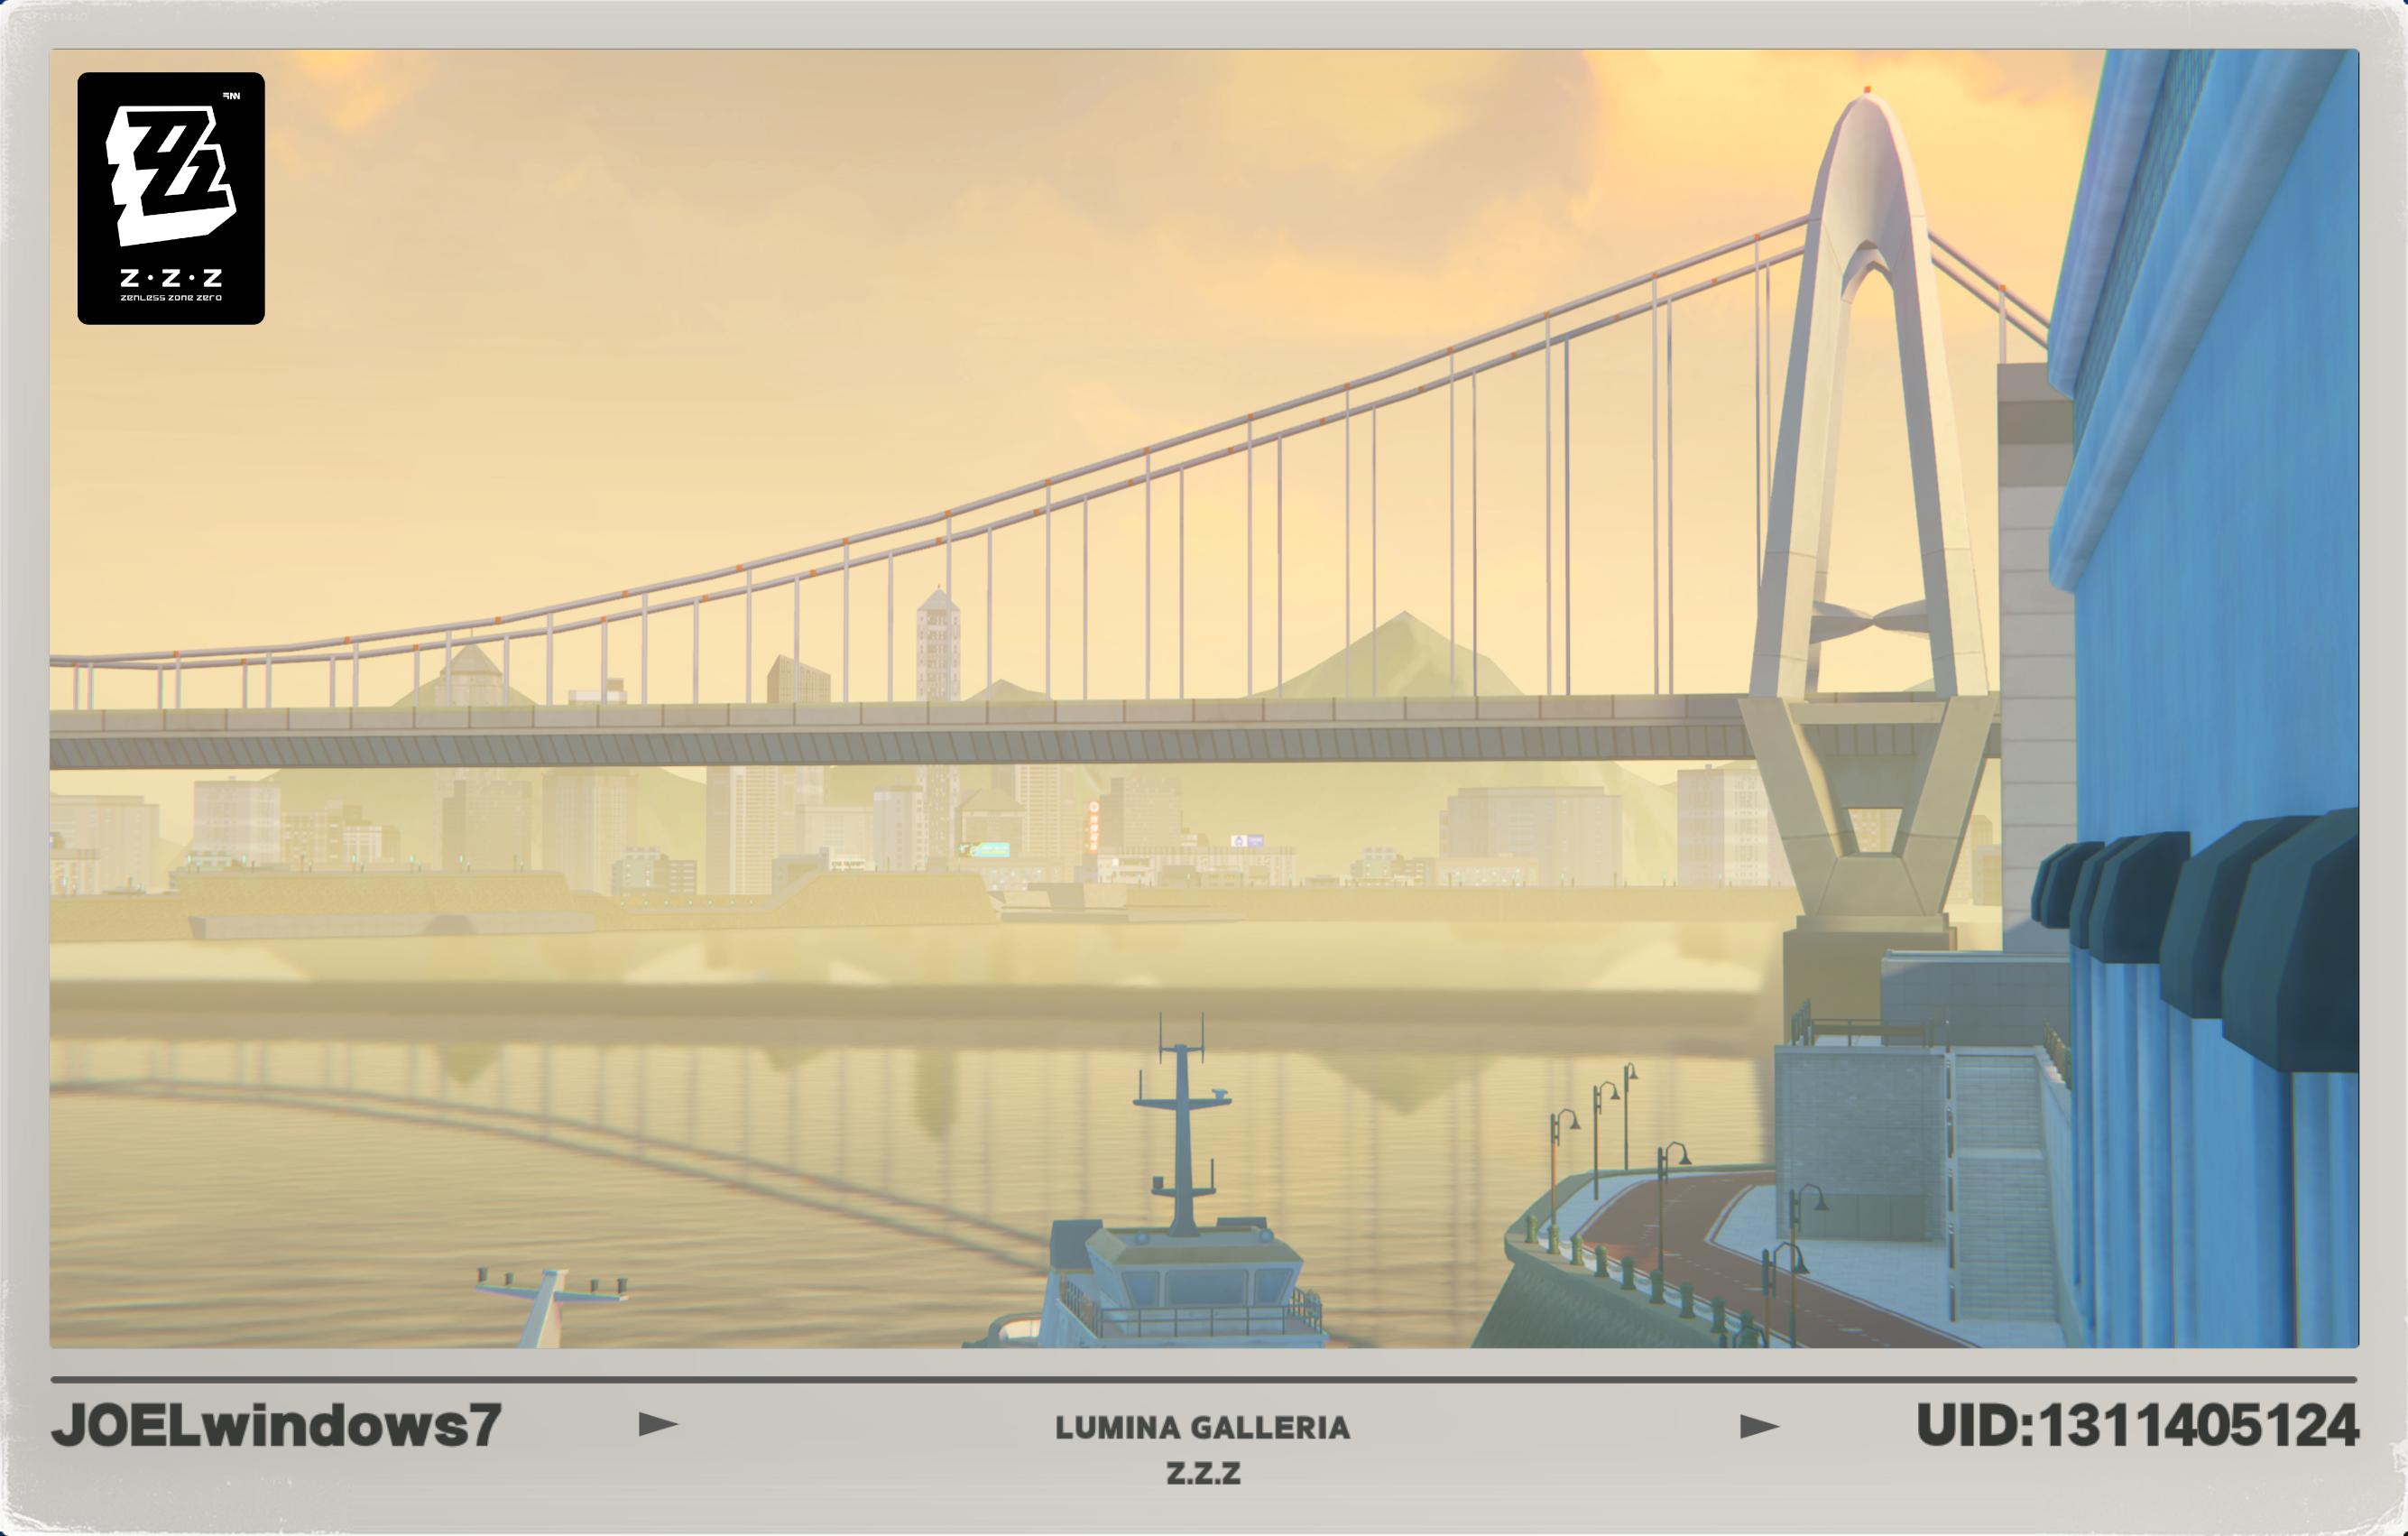 Z·Z·Z
ZENLESS ZONE ZERO
JOELwindows7
LUMINA GALLERIA
Z.Z.Z
UID:1311405124